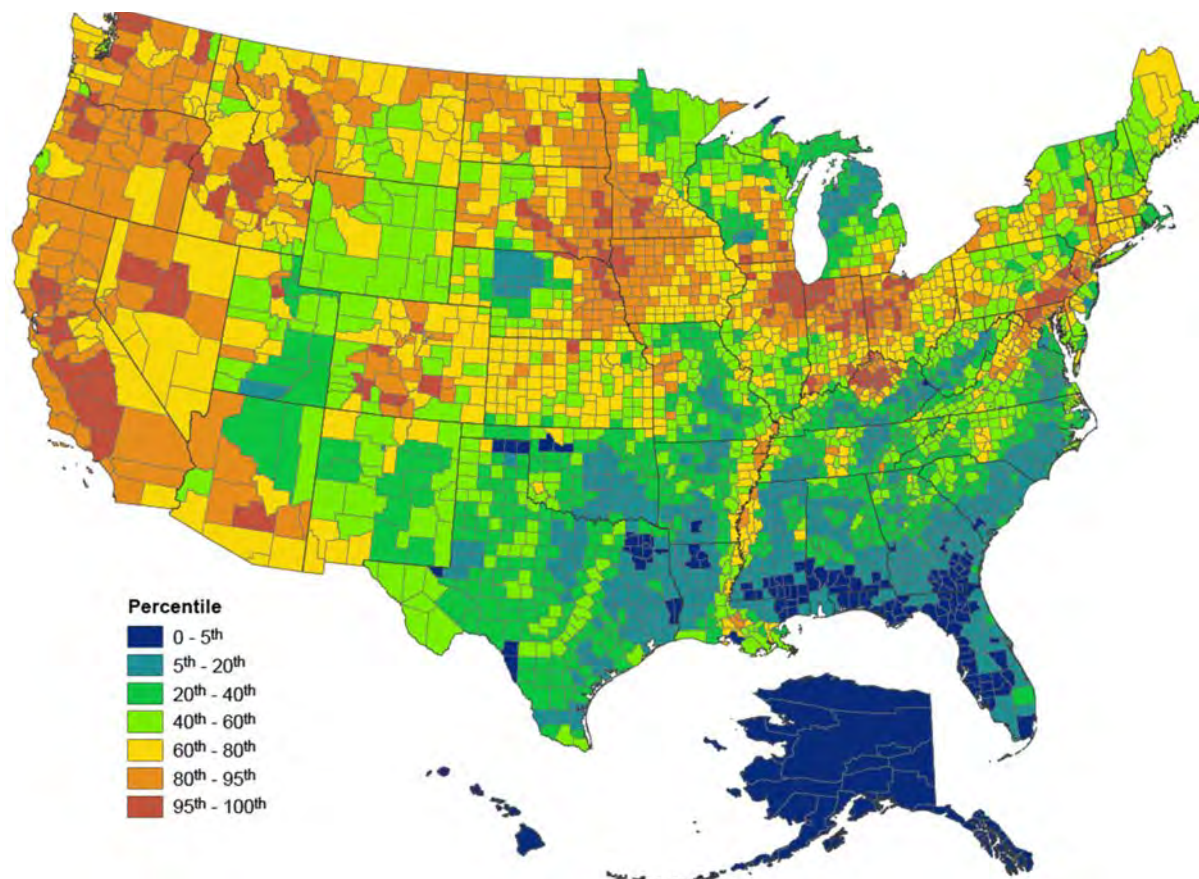 Percentile
0 - 5th
5th - 20th
20th - 40th
40th - 60th
60th - 80th
80th - 95th
95th - 100th